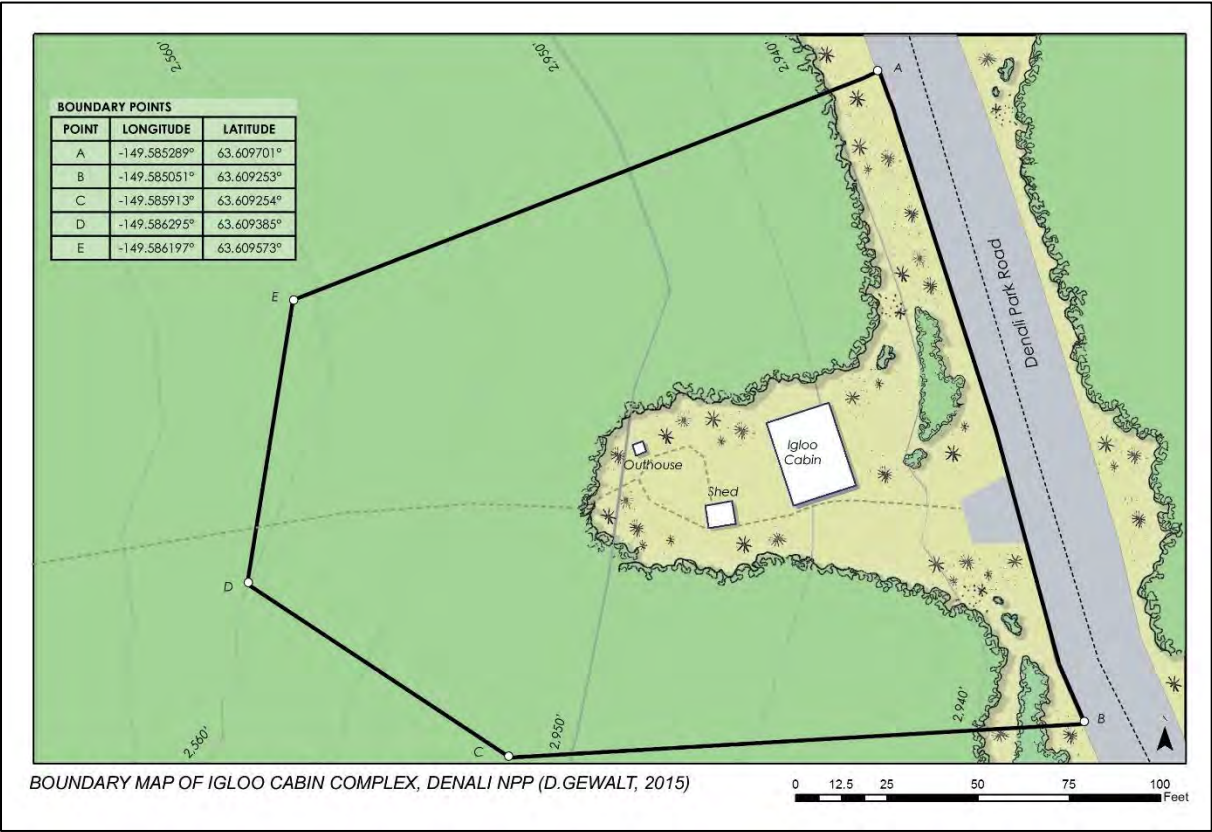 2,560'
2,950'
2,940'
A
BOUNDARY POINTS
POINT LONGITUDE LATITUDE
A -149.585289° 63.609701°
B -149.585051° 63.609253°
C -149.585913° 63.609254°
D -149.586295° 63.609385°
E -149.586197° 63.609573°
E
Denali Park Road
Igloo
Cabin
Outhouse
Shed
D
2,560'
2,950'
2,940'
B
C
BOUNDARY MAP OF IGLOO CABIN COMPLEX, DENALI NPP (D.GEWALT, 2015)
0 12.5 25 50 75 100
Feet